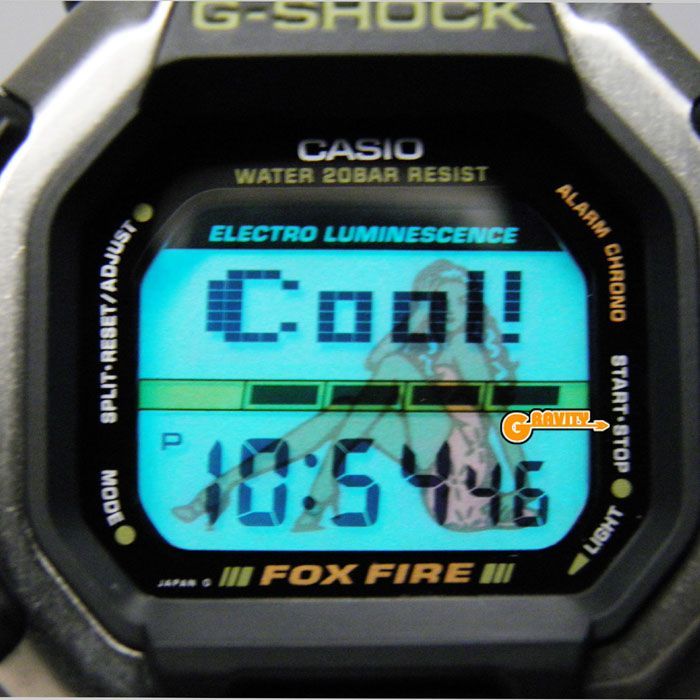 G-SHOCK
CASIO
WATER 20BAR RESIST
ELECTRO LUMINESCENCE
ALARM CHRONO
SPLIT·RESET/ADJUST
Cool!
START·STOP
GRAVITY
P
10:54 46
MODE
LIGHT
JAPAN G
FOX FIRE